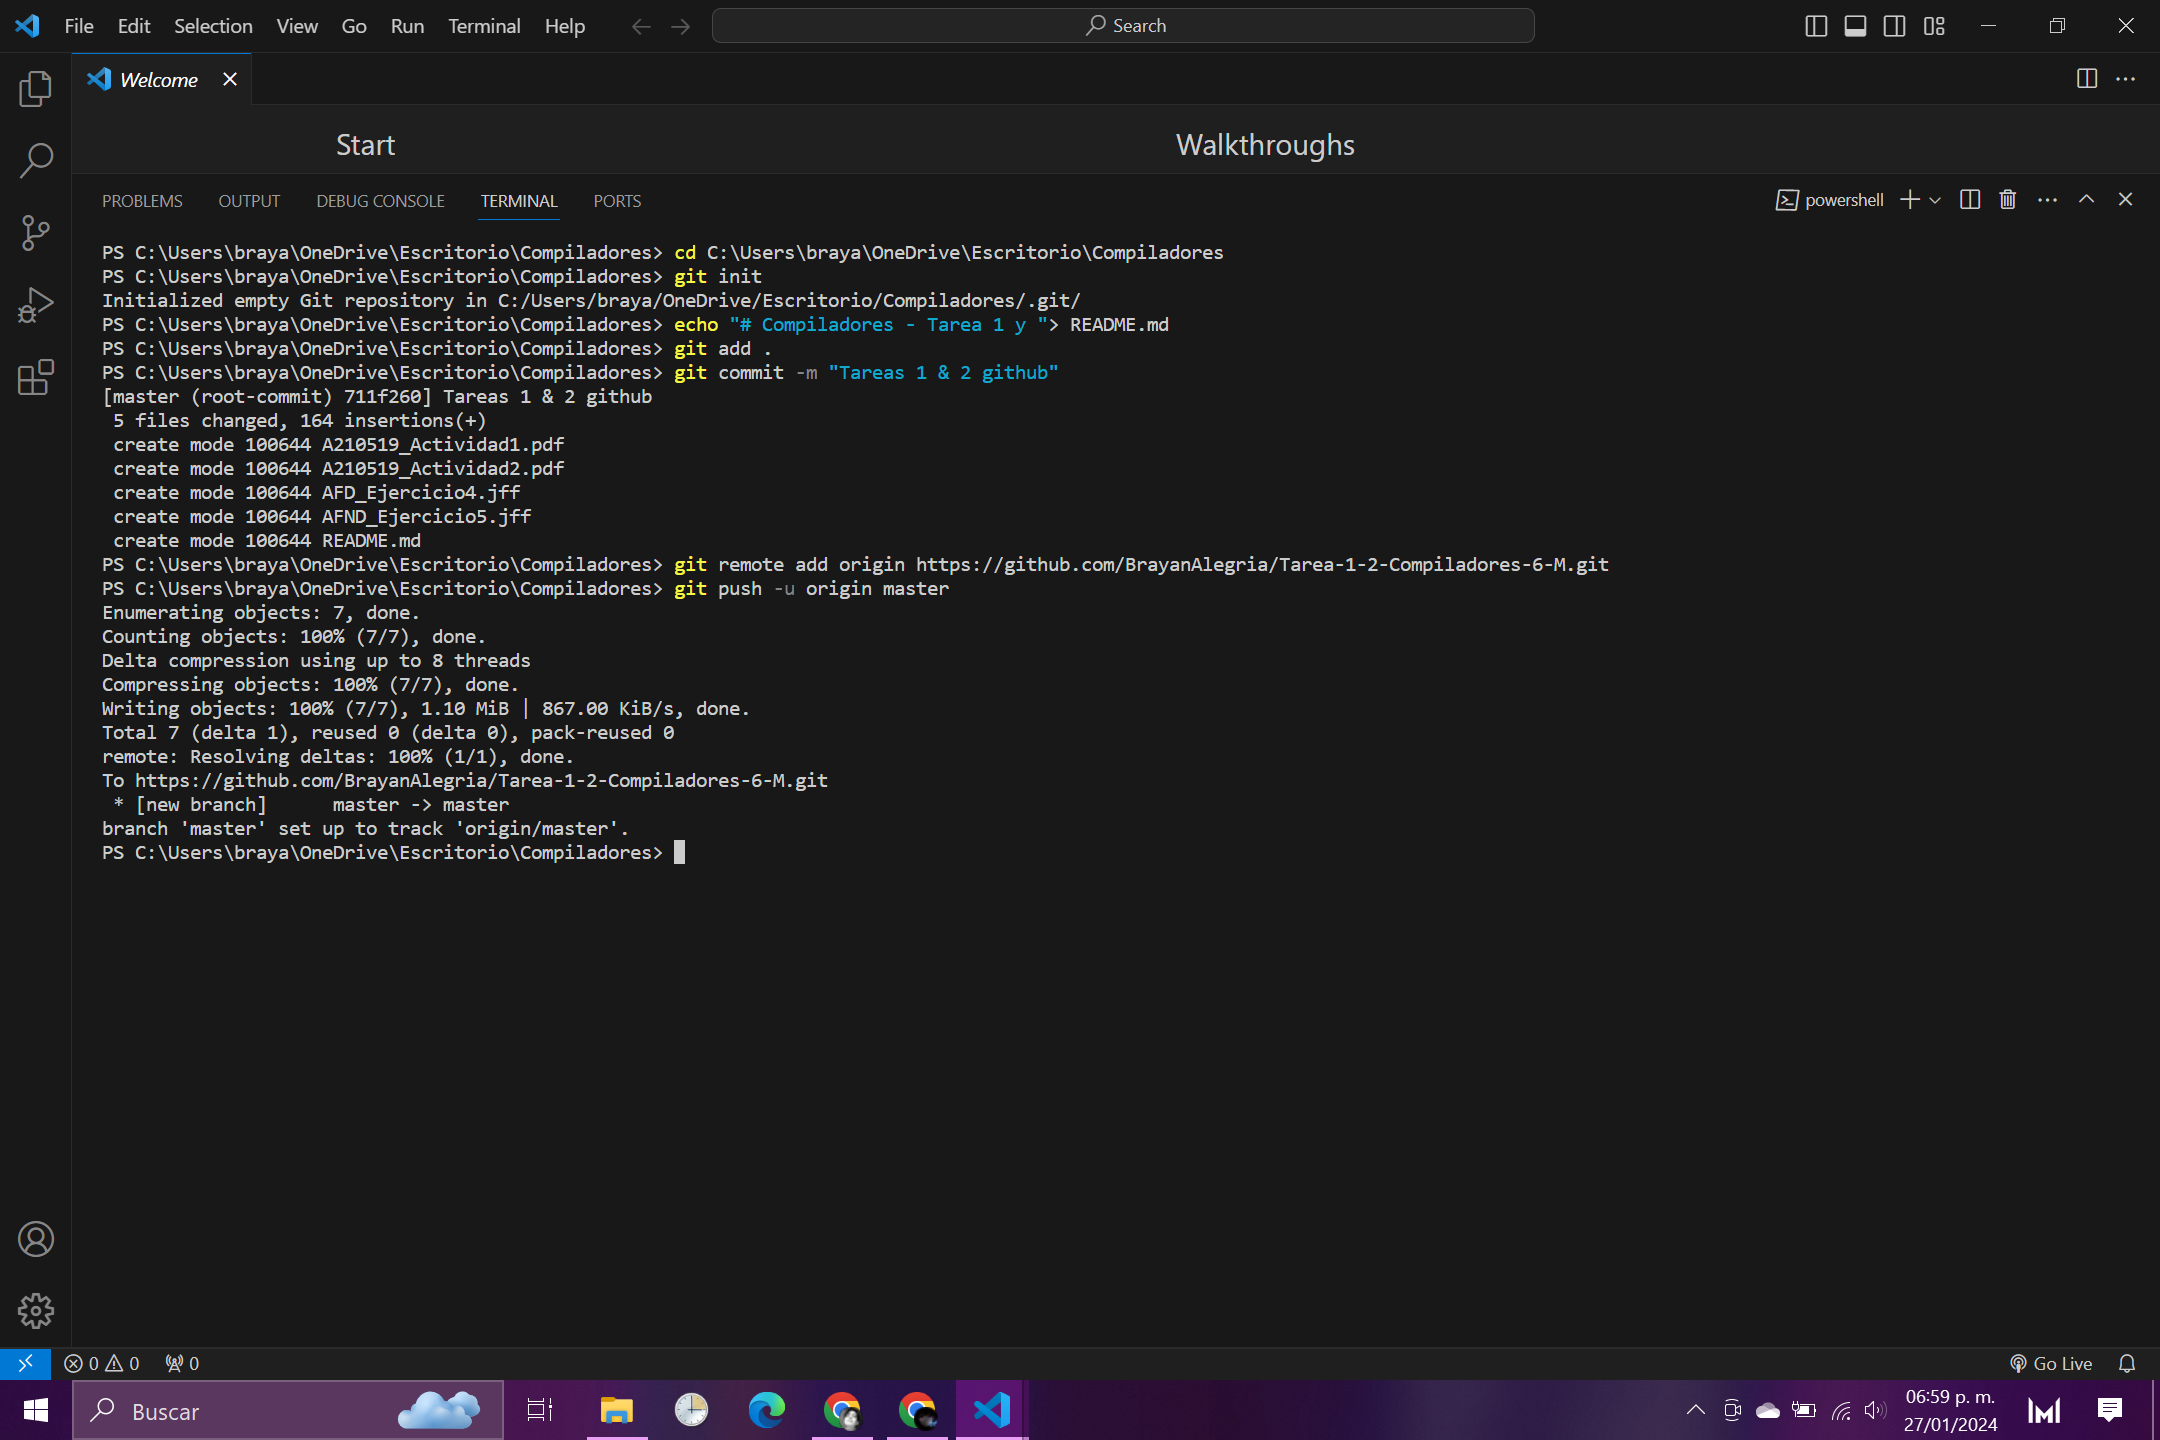 File Edit Selection View Go Run Terminal Help
Search
Welcome
Start
Walkthroughs
PROBLEMS OUTPUT DEBUG CONSOLE TERMINAL PORTS
powershell
PS C:\Users\braya\OneDrive\Escritorio\Compiladores> cd C:\Users\braya\OneDrive\Escritorio\Compiladores
PS C:\Users\braya\OneDrive\Escritorio\Compiladores> git init
Initialized empty Git repository in C:/Users/braya/OneDrive/Escritorio/Compiladores/.git/
PS C:\Users\braya\OneDrive\Escritorio\Compiladores> echo "# Compiladores - Tarea 1 y "> README.md
PS C:\Users\braya\OneDrive\Escritorio\Compiladores> git add .
PS C:\Users\braya\OneDrive\Escritorio\Compiladores> git commit -m "Tareas 1 & 2 github"
[master (root-commit) 711f260] Tareas 1 & 2 github
5 files changed, 164 insertions(+)
create mode 100644 A210519_Actividad1.pdf
create mode 100644 A210519_Actividad2.pdf
create mode 100644 AFD_Ejercicio4.jff
create mode 100644 AFND_Ejercicio5.jff
create mode 100644 README.md
PS C:\Users\braya\OneDrive\Escritorio\Compiladores> git remote add origin https://github.com/BrayanAlegria/Tarea-1-2-Compiladores-6-M.git
PS C:\Users\braya\OneDrive\Escritorio\Compiladores> git push -u origin master
Enumerating objects: 7, done.
Counting objects: 100% (7/7), done.
Delta compression using up to 8 threads
Compressing objects: 100% (7/7), done.
Writing objects: 100% (7/7), 1.10 MiB | 867.00 KiB/s, done.
Total 7 (delta 1), reused 0 (delta 0), pack-reused 0
remote: Resolving deltas: 100% (1/1), done.
To https://github.com/BrayanAlegria/Tarea-1-2-Compiladores-6-M.git
* [new branch]      master -> master
branch 'master' set up to track 'origin/master'.
PS C:\Users\braya\OneDrive\Escritorio\Compiladores>
0 0 0
Go Live
Buscar
06:59 p. m.
27/01/2024